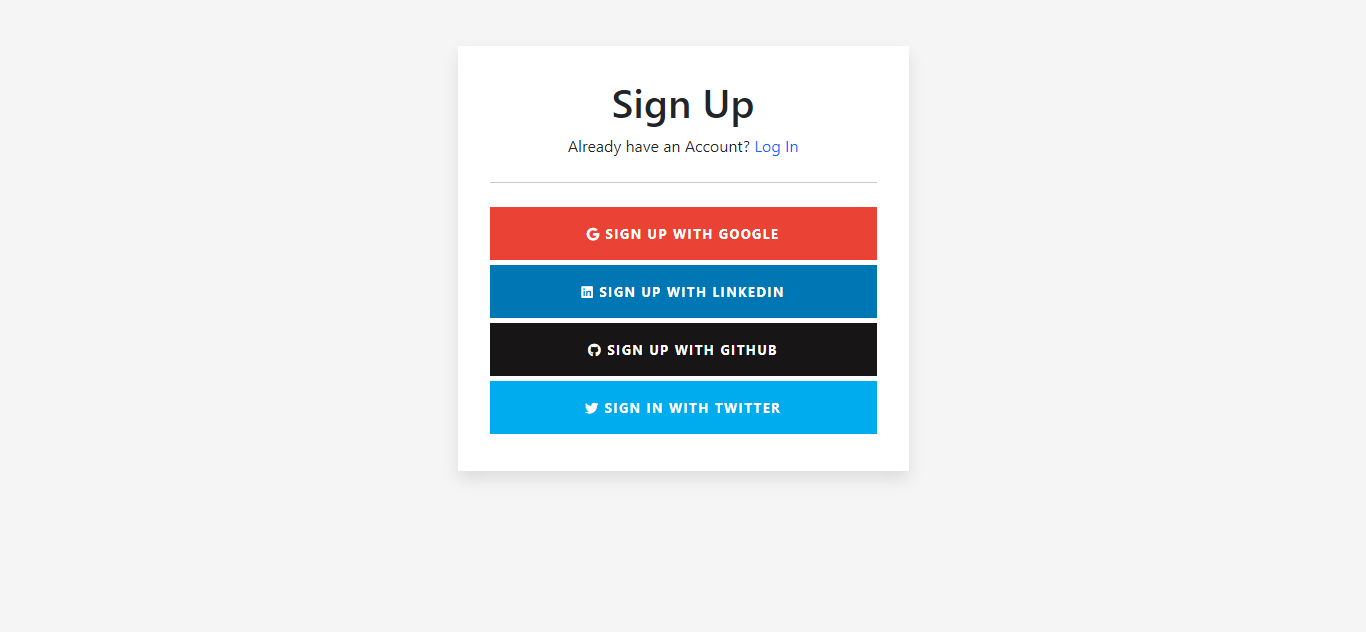 Sign Up
Already have an Account? Log In
SIGN UP WITH GOOGLE
SIGN UP WITH LINKEDIN
SIGN UP WITH GITHUB
SIGN IN WITH TWITTER